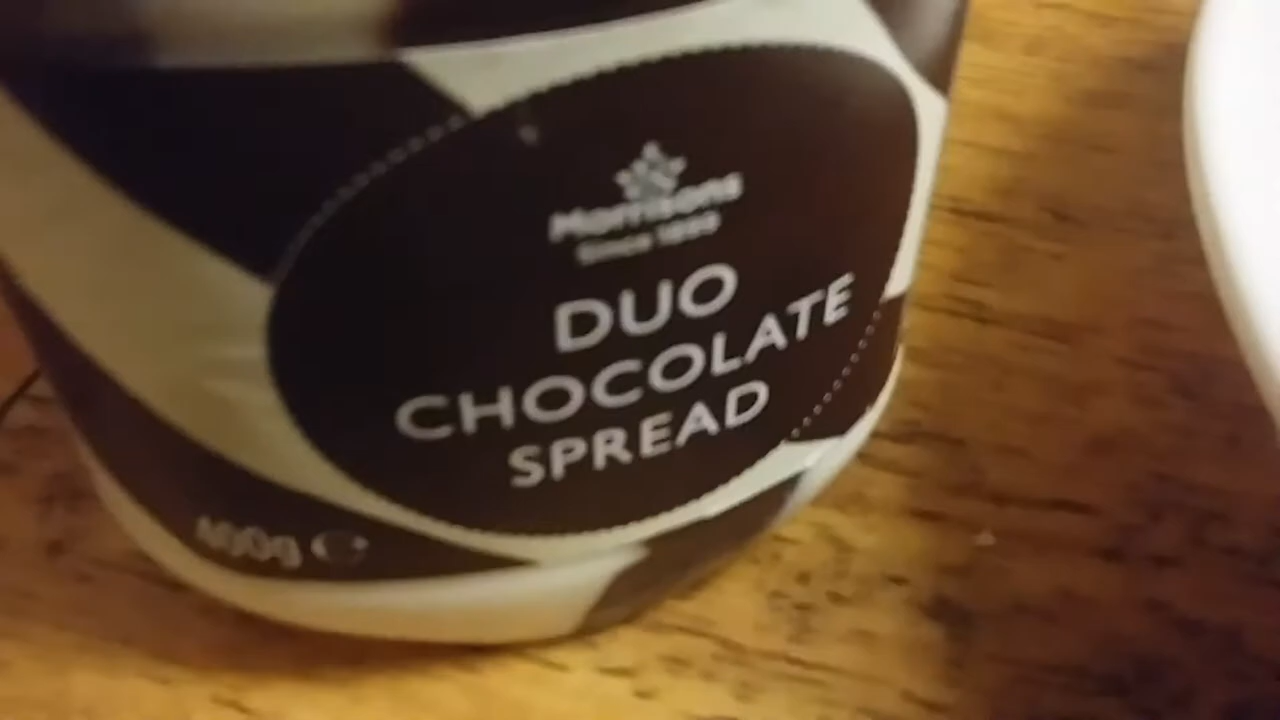 Morrisons
Since 1899
DUO
CHOCOLATE
SPREAD
400g ℮